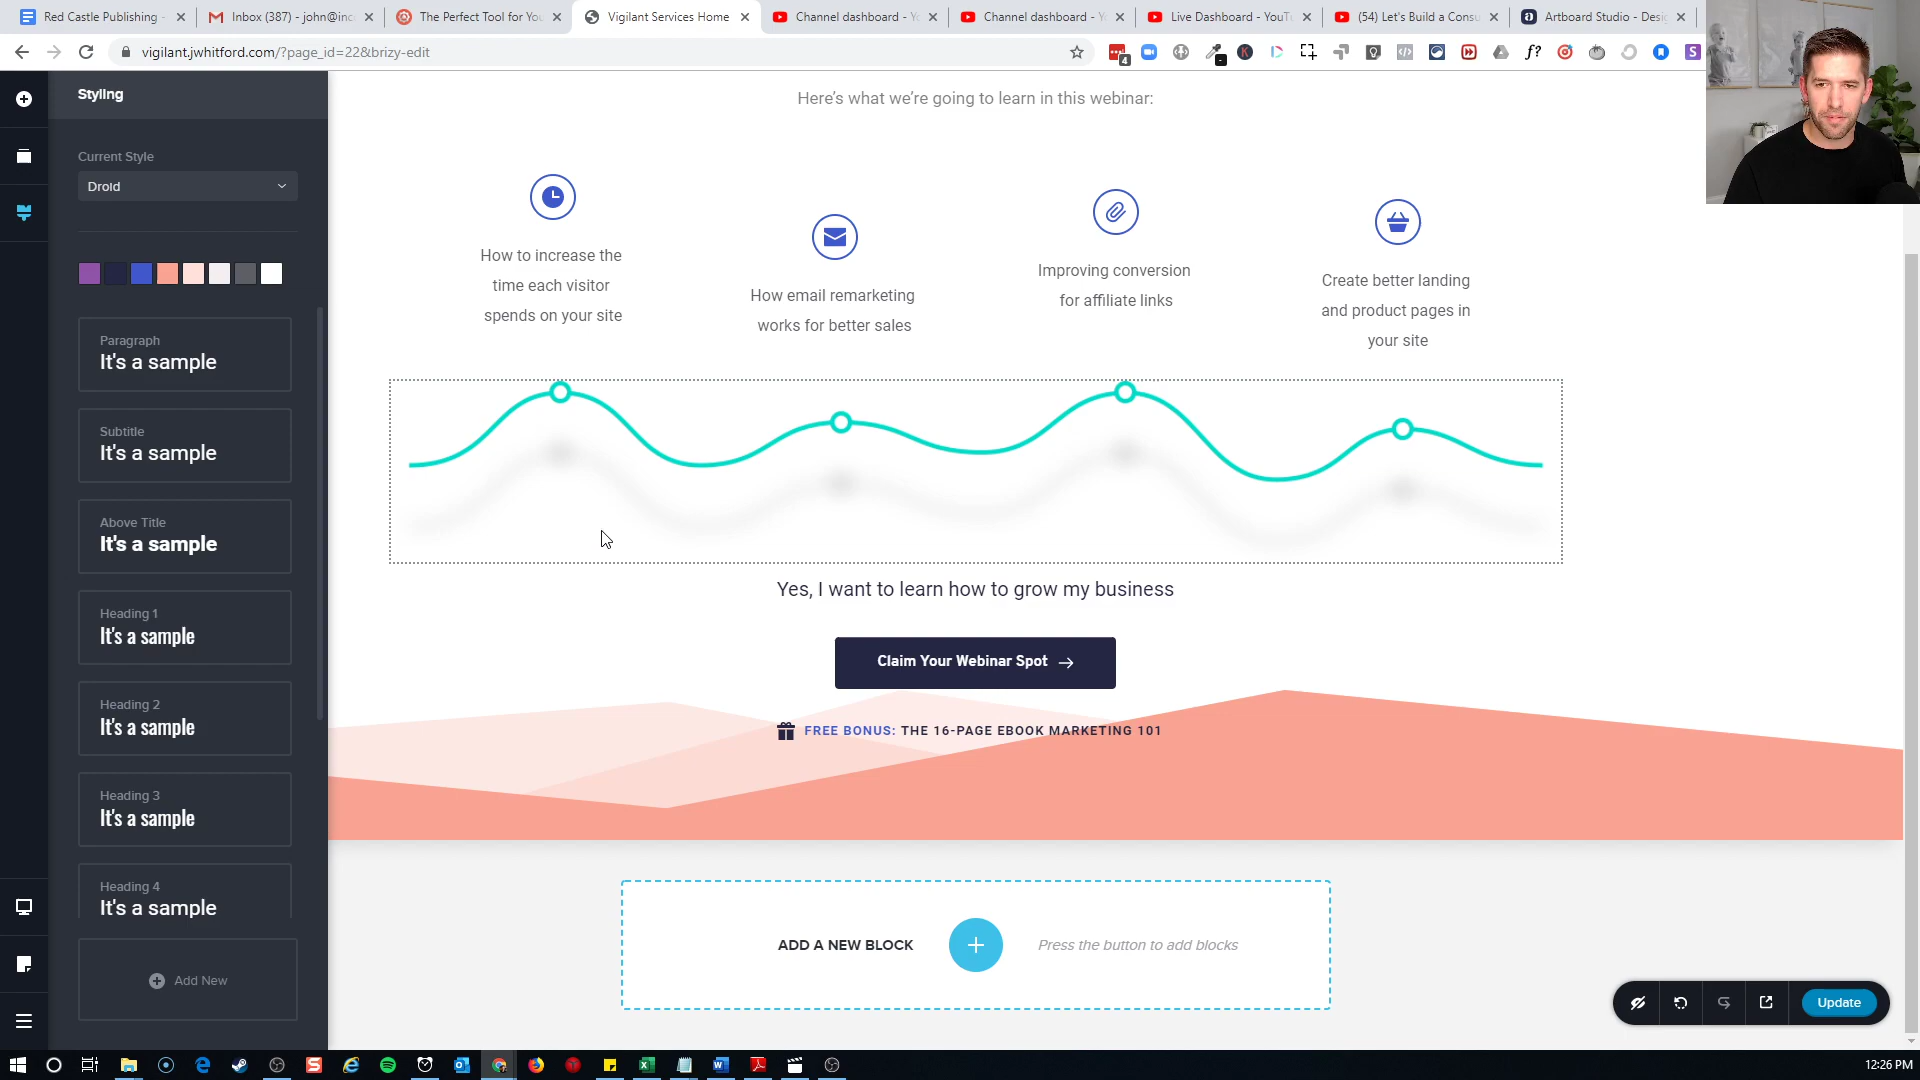 Red Castle Publishing -
Inbox (387) - john@inc
The Perfect Tool for You
Vigilant Services Home
Channel dashboard - Yo
Channel dashboard - Yo
Live Dashboard - YouTu
(54) Let's Build a Consu
Artboard Studio - Desi
vigilant.jwhitford.com/?page_id=22&brizy-edit
4
f?
S
Styling
Current Style
Droid
Paragraph
It's a sample
Subtitle
It's a sample
Above Title
It's a sample
Heading 1
It's a sample
Heading 2
It's a sample
Heading 3
It's a sample
Heading 4
It's a sample
Add New
Here's what we're going to learn in this webinar:
How to increase the
time each visitor
spends on your site
How email remarketing
works for better sales
Improving conversion
for affiliate links
Create better landing
and product pages in
your site
Yes, I want to learn how to grow my business
Claim Your Webinar Spot
FREE BONUS: THE 16-PAGE EBOOK MARKETING 101
ADD A NEW BLOCK
Press the button to add blocks
Update
12:26 PM